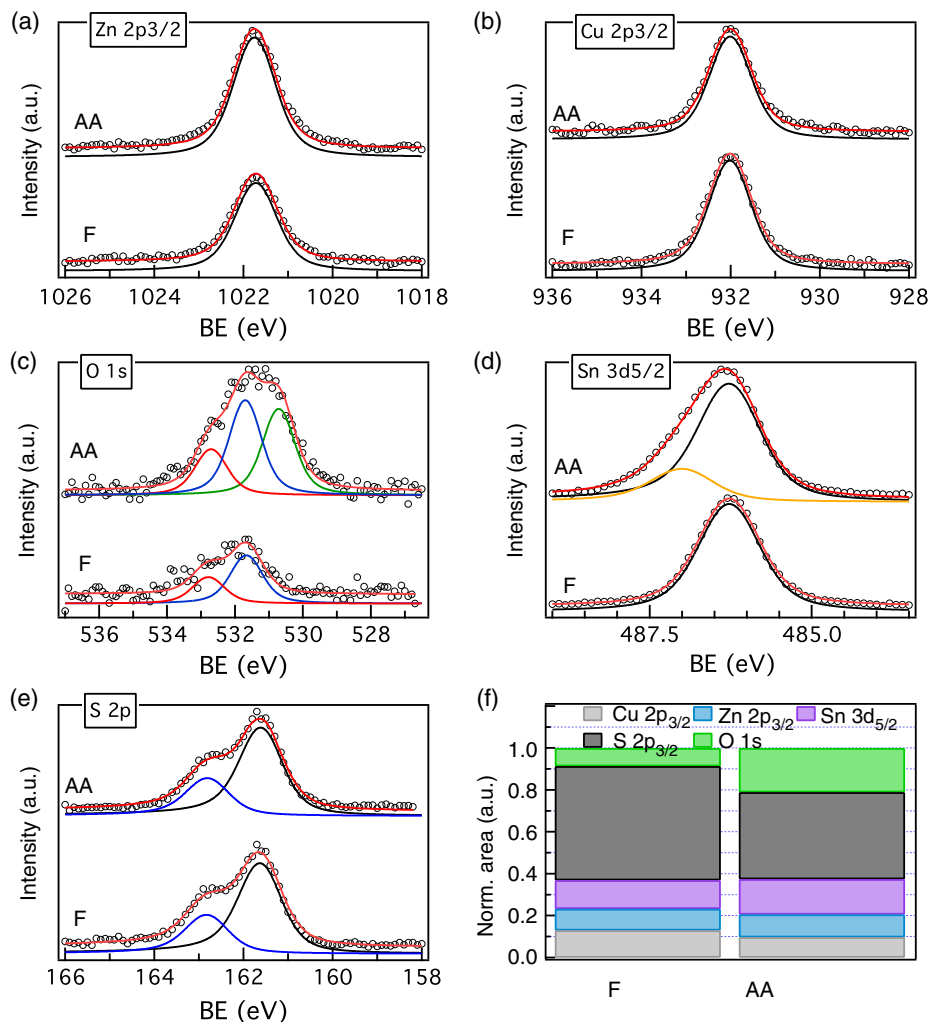 (a)
Zn 2p3/2
Intensity (a.u.)
AA
F
1026 1024 1022 1020 1018
BE (eV)
(b)
Cu 2p3/2
Intensity (a.u.)
AA
F
936 934 932 930 928
BE (eV)
(c)
O 1s
Intensity (a.u.)
AA
F
536 534 532 530 528
BE (eV)
(d)
Sn 3d5/2
Intensity (a.u.)
AA
F
487.5 485.0
BE (eV)
(e)
S 2p
Intensity (a.u.)
AA
F
166 164 162 160 158
BE (eV)
(f)
Cu 2p3/2 Zn 2p3/2 Sn 3d5/2
S 2p3/2 O 1s
Norm. area (a.u.)
1.0
0.8
0.6
0.4
0.2
0.0
F AA